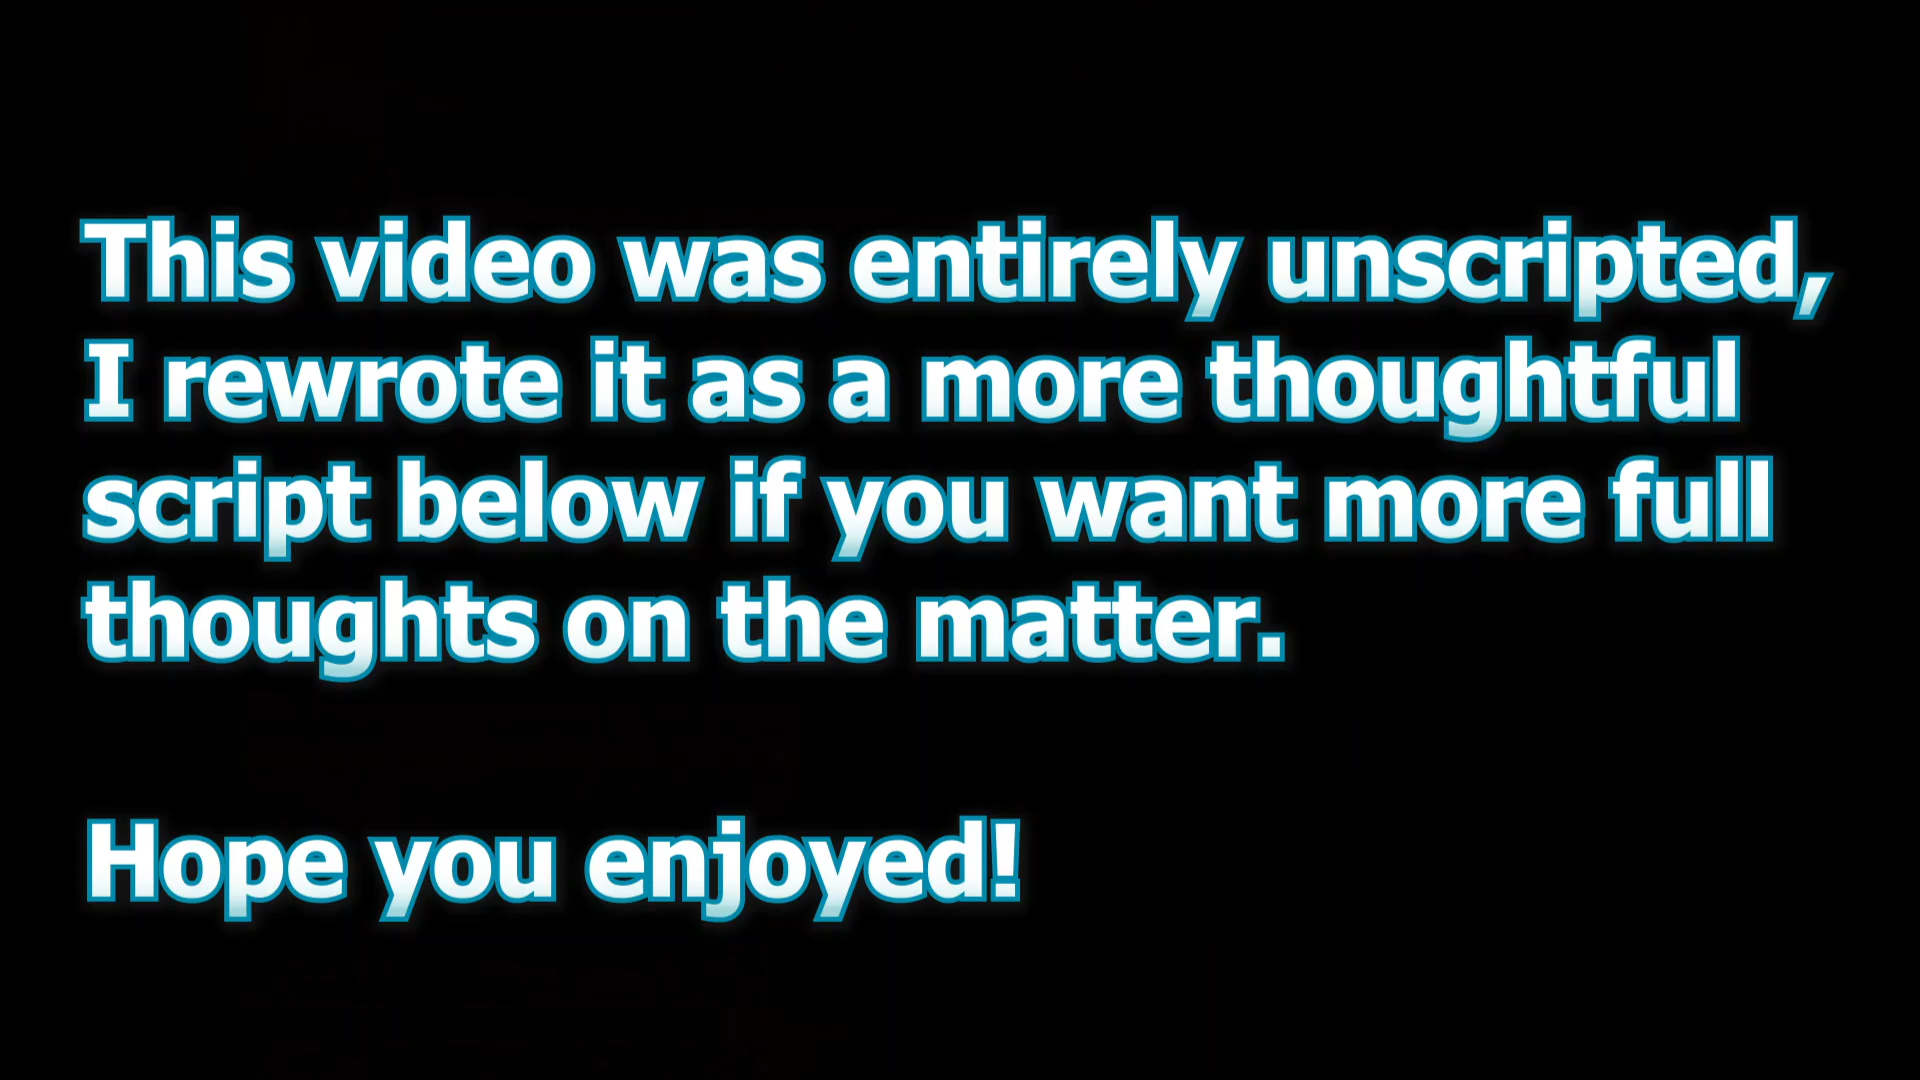 This video was entirely unscripted,
I rewrote it as a more thoughtful
script below if you want more full
thoughts on the matter.
Hope you enjoyed!